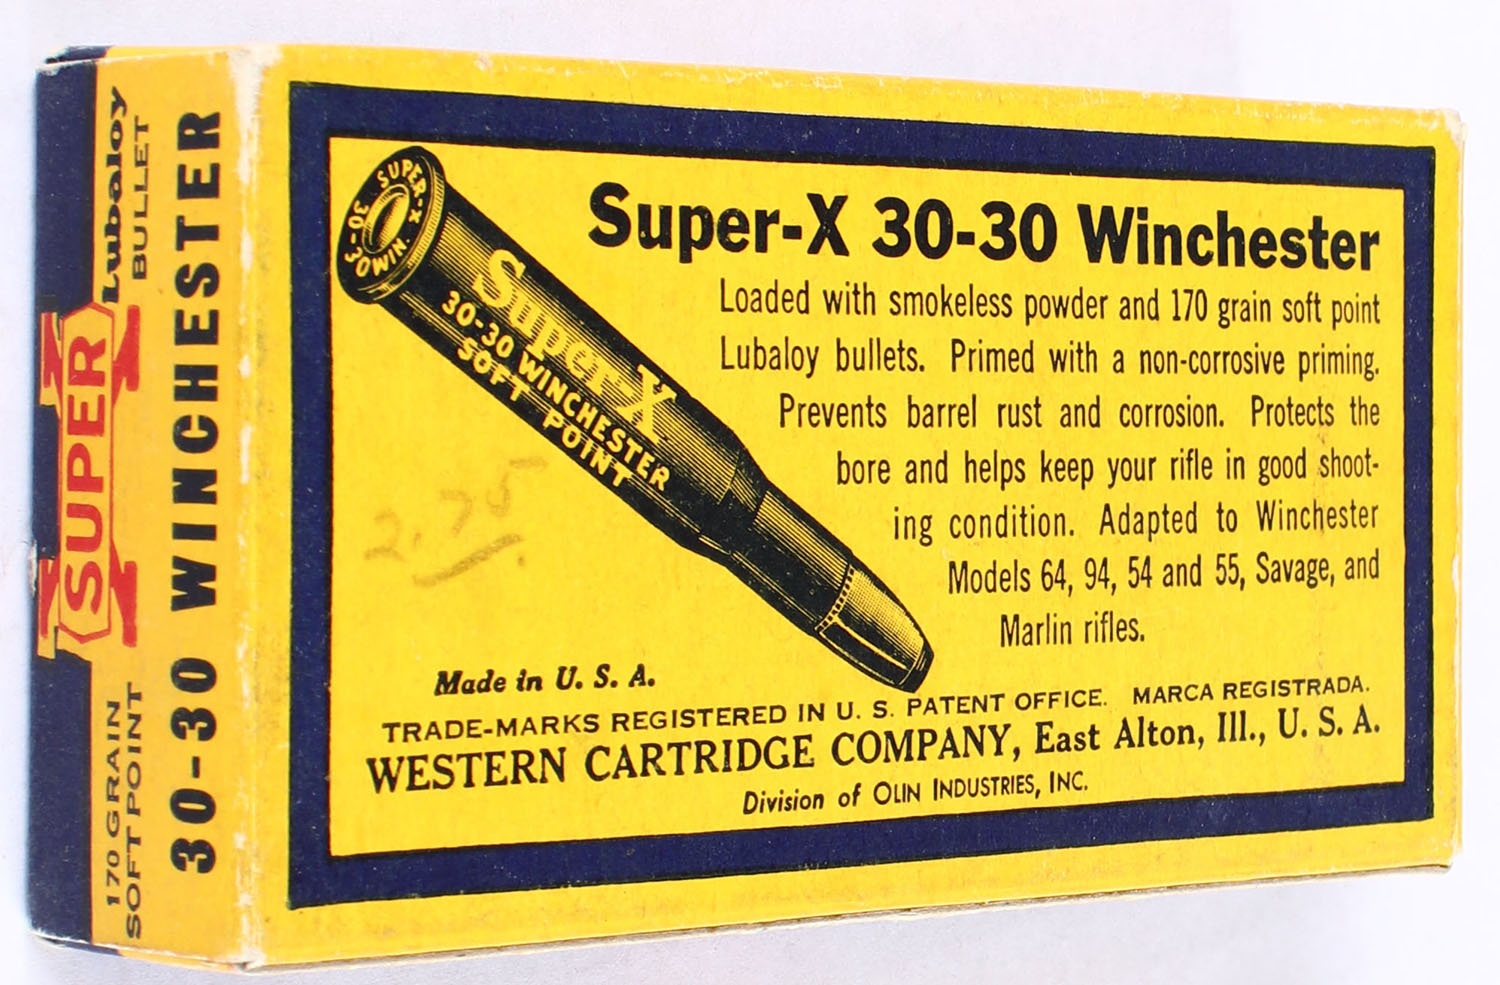 SUPER
X
Lubaloy
BULLET
170 GRAIN
SOFT POINT
30-30 WINCHESTER
SUPER-X
30-30 WIN.
Super-X
30-30 WINCHESTER
SOFT POINT
Super-X 30-30 Winchester
Loaded with smokeless powder and 170 grain soft point
Lubaloy bullets. Primed with a non-corrosive priming.
Prevents barrel rust and corrosion. Protects the
bore and helps keep your rifle in good shoot-
ing condition. Adapted to Winchester
Models 64, 94, 54 and 55, Savage, and
Marlin rifles.
2.75
Made in U. S. A.
TRADE-MARKS REGISTERED IN U. S. PATENT OFFICE. MARCA REGISTRADA.
WESTERN CARTRIDGE COMPANY, East Alton, Ill., U. S. A.
Division of OLIN INDUSTRIES, INC.